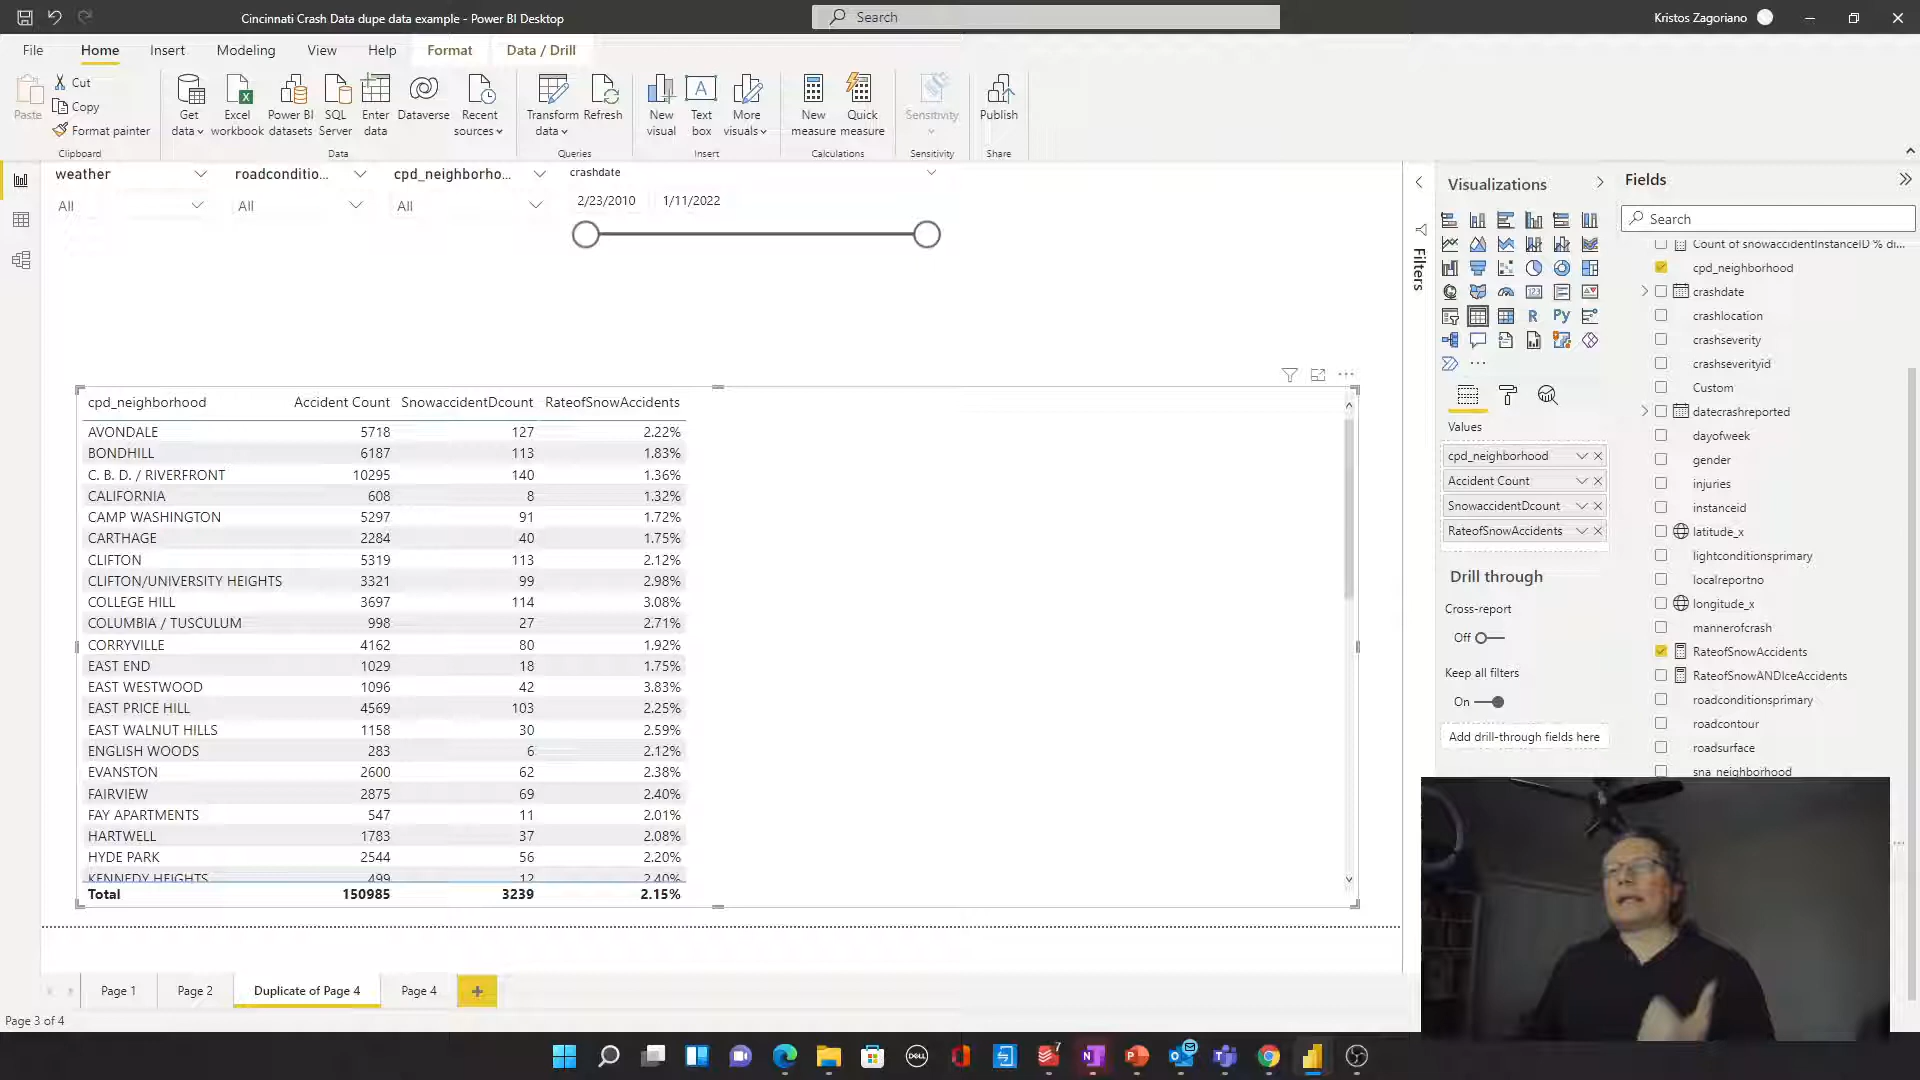 Cincinnati Crash Data dupe data example - Power BI Desktop
Search
Kristos Zagoriano
File
Home
Insert
Modeling
View
Help
Format
Data / Drill
Paste
Cut
Copy
Format painter
Clipboard
Get data
Excel workbook
Power BI datasets
SQL Server
Enter data
Dataverse
Recent sources
Data
Transform data
Refresh
Queries
New visual
Text box
More visuals
Insert
New measure
Quick measure
Calculations
Sensitivity
Sensitivity
Publish
Share
weather
All
roadconditio...
All
cpd_neighborho...
All
crashdate
2/23/2010
1/11/2022
cpd_neighborhood Accident Count SnowaccidentDcount RateofSnowAccidents
AVONDALE 5718 127 2.22%
BONDHILL 6187 113 1.83%
C. B. D. / RIVERFRONT 10295 140 1.36%
CALIFORNIA 608 8 1.32%
CAMP WASHINGTON 5297 91 1.72%
CARTHAGE 2284 40 1.75%
CLIFTON 5319 113 2.12%
CLIFTON/UNIVERSITY HEIGHTS 3321 99 2.98%
COLLEGE HILL 3697 114 3.08%
COLUMBIA / TUSCULUM 998 27 2.71%
CORRYVILLE 4162 80 1.92%
EAST END 1029 18 1.75%
EAST WESTWOOD 1096 42 3.83%
EAST PRICE HILL 4569 103 2.25%
EAST WALNUT HILLS 1158 30 2.59%
ENGLISH WOODS 283 6 2.12%
EVANSTON 2600 62 2.38%
FAIRVIEW 2875 69 2.40%
FAY APARTMENTS 547 11 2.01%
HARTWELL 1783 37 2.08%
HYDE PARK 2544 56 2.20%
KENNEDY HEIGHTS 499 12 2.40%
Total 150985 3239 2.15%
Page 1
Page 2
Duplicate of Page 4
Page 4
Page 3 of 4
Filters
Visualizations
R
Py
123
Values
cpd_neighborhood
Accident Count
SnowaccidentDcount
RateofSnowAccidents
Drill through
Cross-report
Off
Keep all filters
On
Add drill-through fields here
Fields
Search
Count of snowaccidentInstanceID % di...
cpd_neighborhood
crashdate
crashlocation
crashseverity
crashseverityid
Custom
datecrashreported
dayofweek
gender
injuries
instanceid
latitude_x
lightconditionsprimary
localreportno
longitude_x
mannerofcrash
RateofSnowAccidents
RateofSnowANDIceAccidents
roadconditionsprimary
roadcontour
roadsurface
sna_neighborhood
DELL
7